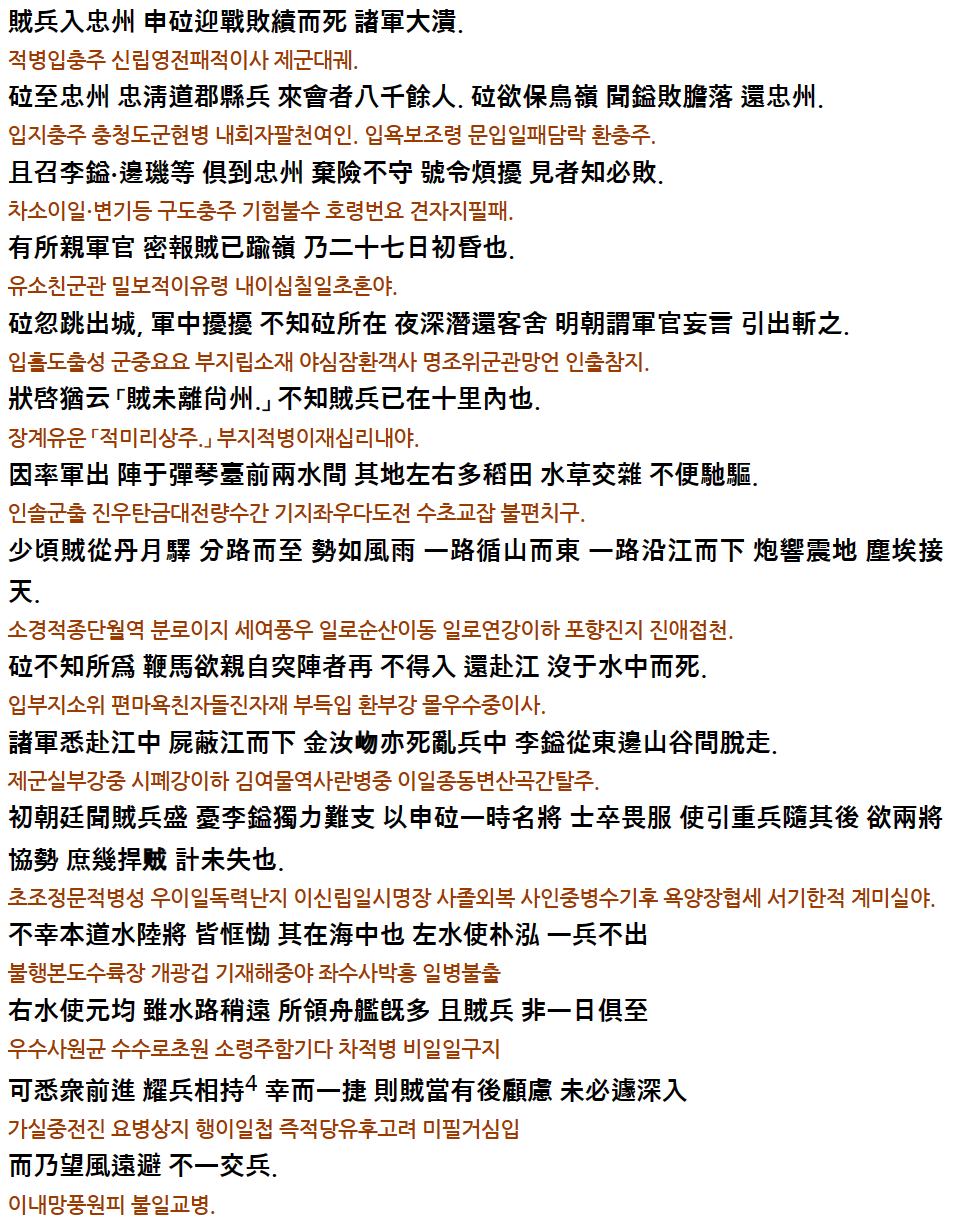 賊兵入忠州 申砬迎戰敗績而死 諸軍大潰.
적병입충주 신립영전패적이사 제군대궤.
砬至忠州 忠淸道郡縣兵 來會者八千餘人. 砬欲保鳥嶺 聞鎰敗膽落 還忠州.
입지충주 충청도군현병 내회자팔천여인. 입욕보조령 문입일패담락 환충주.
且召李鎰·邊璣等 俱到忠州 棄險不守 號令煩擾 見者知必敗.
차소이일·변기등 구도충주 기험불수 호령번요 견자지필패.
有所親軍官 密報賊已踰嶺 乃二十七日初昏也.
유소친군관 밀보적이유령 내이십칠일초혼야.
砬忽跳出城, 軍中擾擾 不知砬所在 夜深潛還客舍 明朝謂軍官妄言 引出斬之.
입홀도출성 군중요요 부지립소재 야심잠환객사 명조위군관망언 인출참지.
狀啓猶云「賊未離尙州.」不知賊兵已在十里內也.
장계유운「적미리상주.」부지적병이재십리내야.
因率軍出 陣于彈琴臺前兩水間 其地左右多稻田 水草交雜 不便馳驅.
인솔군출 진우탄금대전량수간 기지좌우다도전 수초교잡 불편치구.
少頃賊從丹月驛 分路而至 勢如風雨 一路循山而東 一路沿江而下 炮響震地 塵埃接
天.
소경적종단월역 분로이지 세여풍우 일로순산이동 일로연강이하 포향진지 진애접천.
砬不知所爲 鞭馬欲親自突陣者再 不得入 還赴江 沒于水中而死.
입부지소위 편마욕친자돌진자재 부득입 환부강 몰우수중이사.
諸軍悉赴江中 屍蔽江而下 金汝岉亦死亂兵中 李鎰從東邊山谷間脫走.
제군실부강중 시폐강이하 김여물역사란병중 이일종동변산곡간탈주.
初朝廷聞賊兵盛 憂李鎰獨力難支 以申砬一時名將 士卒畏服 使引重兵隨其後 欲兩將
協勢 庶幾捍贼 計未失也.
초조정문적병성 우이일독력난지 이신립일시명장 사졸외복 사인중병수기후 욕양장협세 서기한적 계미실야.
不幸本道水陸將 皆恇㤼 其在海中也 左水使朴泓 一兵不出
불행본도수륙장 개광겁 기재해중야 좌수사박홍 일병불출
右水使元均 雖水路稍遠 所領舟艦旣多 且賊兵 非一日俱至
우수사원균 수수로초원 소령주함기다 차적병 비일일구지
可悉衆前進 耀兵相持4 幸而一捷 則賊當有後顧慮 未必遽深入
가실중전진 요병상지 행이일첩 즉적당유후고려 미필거심입
而乃望風遠避 不一交兵.
이내망풍원피 불일교병.